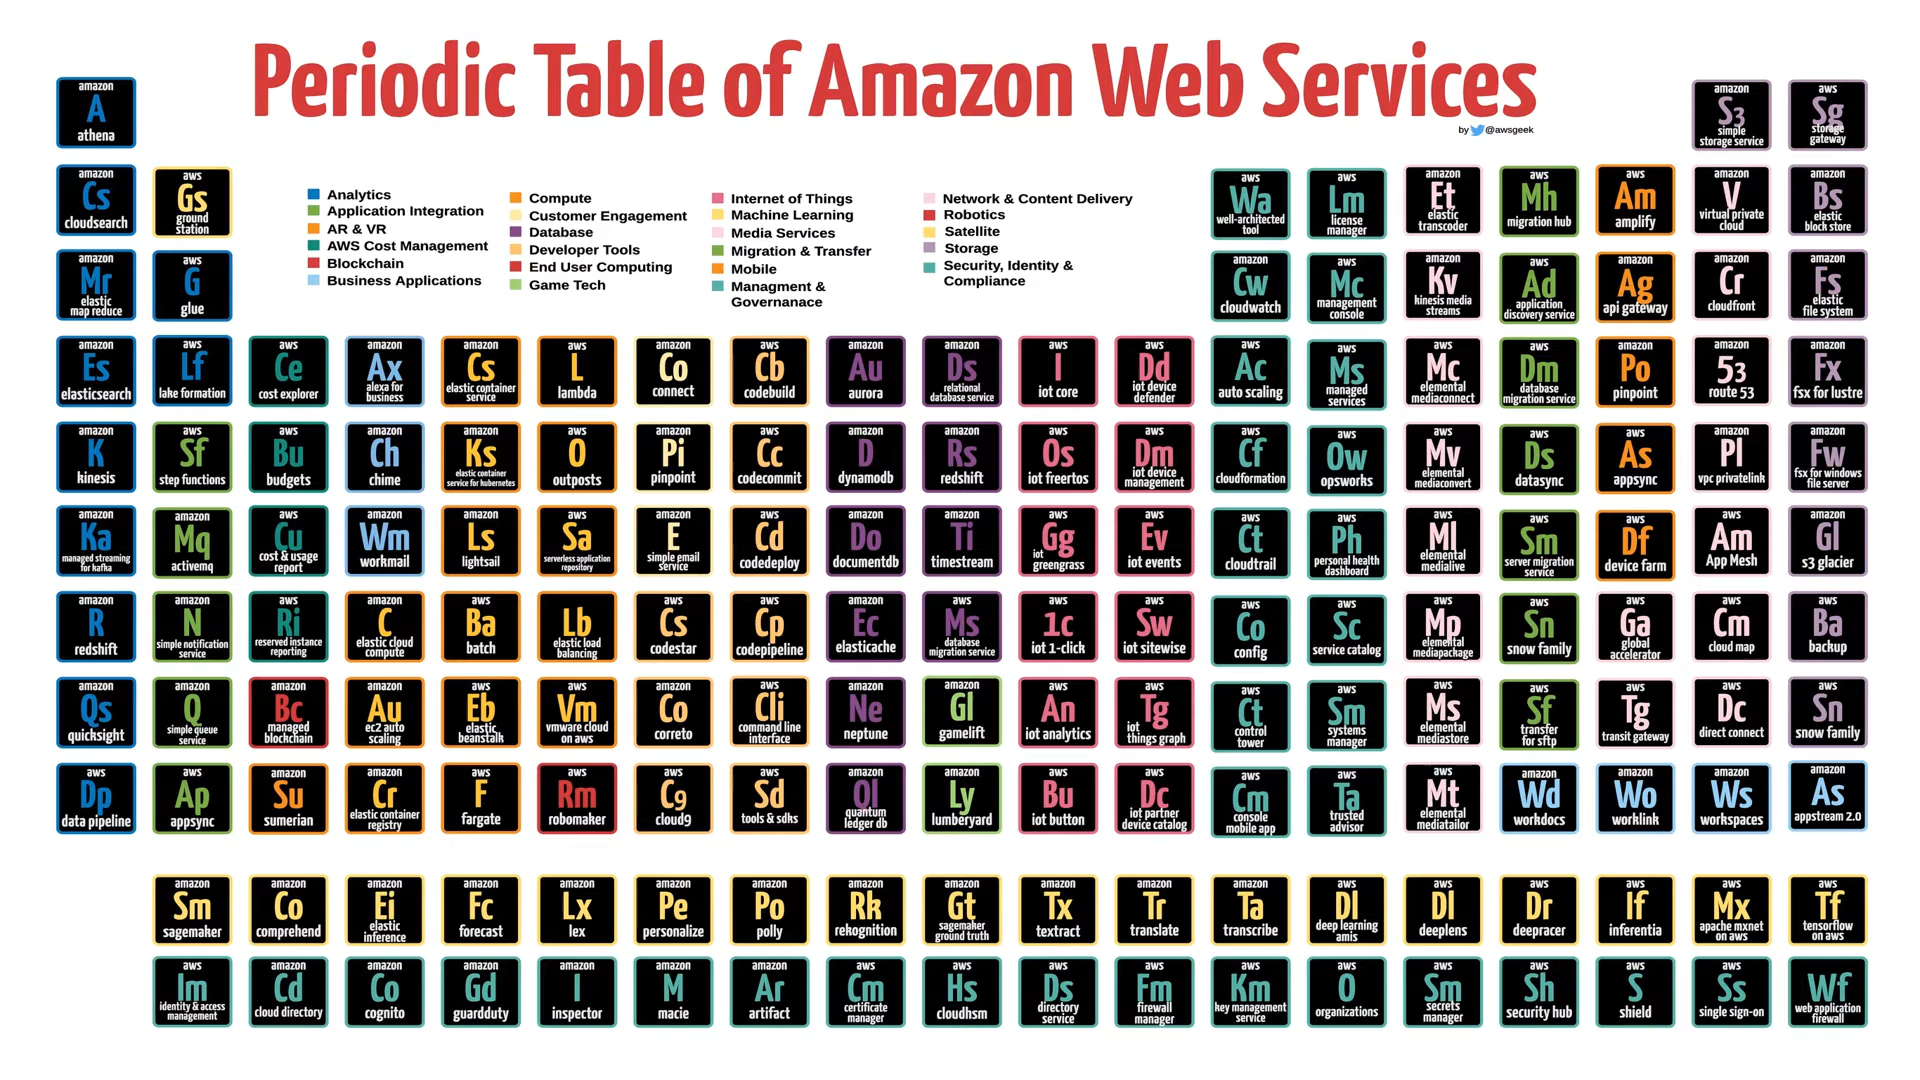 Periodic Table of Amazon Web Services
by @awsgeek
amazon
A
athena
amazon
S3
simple
storage service
aws
Sg
storage
gateway
Analytics
Application Integration
AR & VR
AWS Cost Management
Blockchain
Business Applications
Compute
Customer Engagement
Database
Developer Tools
End User Computing
Game Tech
Internet of Things
Machine Learning
Media Services
Migration & Transfer
Mobile
Managment &
Governanace
Network & Content Delivery
Robotics
Satellite
Storage
Security, Identity &
Compliance
amazon
Cs
cloudsearch
aws
Gs
ground
station
aws
Wa
well-architected
tool
aws
Lm
license
manager
amazon
Et
elastic
transcoder
aws
Mh
migration hub
aws
Am
amplify
amazon
V
virtual private
cloud
amazon
Bs
elastic
block store
amazon
Mr
elastic
map reduce
aws
G
glue
amazon
Cw
cloudwatch
aws
Mc
management
console
amazon
Kv
kinesis media
streams
aws
Ad
application
discovery service
amazon
Ag
api gateway
amazon
Cr
cloudfront
amazon
Fs
elastic
file system
amazon
Es
elasticsearch
aws
Lf
lake formation
aws
Ce
cost explorer
amazon
Ax
alexa for
business
amazon
Cs
elastic container
service
aws
L
lambda
amazon
Co
connect
aws
Cb
codebuild
amazon
Au
aurora
aws
Ds
relational
database service
aws
I
iot core
aws
Dd
iot device
defender
aws
Ac
auto scaling
aws
Ms
managed
services
aws
Mc
elemental
mediaconnect
aws
Dm
database
migration service
amazon
Po
pinpoint
amazon
53
route 53
amazon
Fx
fsx for lustre
amazon
K
kinesis
aws
Sf
step functions
aws
Bu
budgets
amazon
Ch
chime
amazon
Ks
elastic container
service for kubernetes
aws
O
outposts
amazon
Pi
pinpoint
aws
Cc
codecommit
amazon
D
dynamodb
amazon
Rs
redshift
amazon
Os
iot freertos
aws
Dm
iot device
management
aws
Cf
cloudformation
aws
Ow
opsworks
aws
Mv
elemental
mediaconvert
aws
Ds
datasync
aws
As
appsync
amazon
Pl
vpc privatelink
amazon
Fw
fsx for windows
file server
amazon
Ka
managed streaming
for kafka
amazon
Mq
activemq
aws
Cu
cost & usage
report
amazon
Wm
workmail
amazon
Ls
lightsail
aws
Sa
serverless application
repository
amazon
E
simple email
service
aws
Cd
codedeploy
amazon
Do
documentdb
amazon
Ti
timestream
aws
Gg
iot
greengrass
aws
Ev
iot events
aws
Ct
cloudtrail
aws
Ph
personal health
dashboard
aws
Ml
elemental
medialive
aws
Sm
server migration
service
aws
Df
device farm
aws
Am
App Mesh
amazon
Gl
s3 glacier
amazon
R
redshift
amazon
N
simple notification
service
aws
Ri
reserved instance
reporting
amazon
C
elastic cloud
compute
aws
Ba
batch
Lb
elastic load
balancing
aws
Cs
codestar
aws
Cp
codepipeline
amazon
Ec
elasticache
aws
Ms
database
migration service
aws
1c
iot 1-click
aws
Sw
iot sitewise
aws
Co
config
aws
Sc
service catalog
aws
Mp
elemental
mediapackage
aws
Sn
snow family
aws
Ga
global
accelerator
aws
Cm
cloud map
aws
Ba
backup
amazon
Qs
quicksight
amazon
Q
simple queue
service
amazon
Bc
managed
blockchain
amazon
Au
ec2 auto
scaling
aws
Eb
elastic
beanstalk
aws
Vm
vmware cloud
on aws
amazon
Co
correto
aws
Cli
command line
interface
amazon
Ne
neptune
amazon
Gl
gamelift
aws
An
iot analytics
aws
Tg
iot
things graph
aws
Ct
control
tower
aws
Sm
systems
manager
aws
Ms
elemental
mediastore
aws
Sf
transfer
for sftp
aws
Tg
transit gateway
aws
Dc
direct connect
aws
Sn
snow family
aws
Dp
data pipeline
aws
Ap
appsync
amazon
Su
sumerian
amazon
Cr
elastic container
registry
aws
F
fargate
aws
Rm
robomaker
aws
C9
cloud9
aws
Sd
tools & sdks
amazon
Ql
quantum
ledger db
amazon
Ly
lumberyard
aws
Bu
iot button
aws
Dc
iot partner
device catalog
aws
Cm
console
mobile app
aws
Ta
trusted
advisor
aws
Mt
elemental
mediatailor
amazon
Wd
workdocs
amazon
Wo
worklink
amazon
Ws
workspaces
amazon
As
appstream 2.0
amazon
Sm
sagemaker
amazon
Co
comprehend
amazon
Ei
elastic
inference
amazon
Fc
forecast
amazon
Lx
lex
amazon
Pe
personalize
amazon
Po
polly
amazon
Rk
rekognition
amazon
Gt
sagemaker
ground truth
amazon
Tx
textract
amazon
Tr
translate
amazon
Ta
transcribe
aws
Dl
deep learning
amis
aws
Dl
deeplens
aws
Dr
deepracer
aws
If
inferentia
aws
Mx
apache mxnet
on aws
aws
Tf
tensorflow
on aws
aws
Im
identity & access
management
amazon
Cd
cloud directory
amazon
Co
cognito
amazon
Gd
guardduty
amazon
I
inspector
amazon
M
macie
amazon
Ar
artifact
aws
Cm
certificate
manager
aws
Hs
cloudhsm
aws
Ds
directory
service
aws
Fm
firewall
manager
aws
Km
key management
service
aws
O
organizations
aws
Sm
secrets
manager
aws
Sh
security hub
aws
S
shield
aws
Ss
single sign-on
aws
Wf
web application
firewall